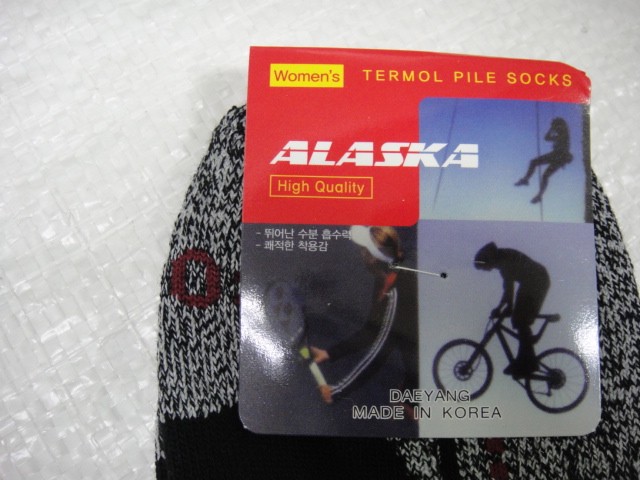 Women's TERMOL PILE SOCKS
ALASKA
High Quality
- 뛰어난 수분 흡수력
- 쾌적한 착용감
DAEYANG
MADE IN KOREA